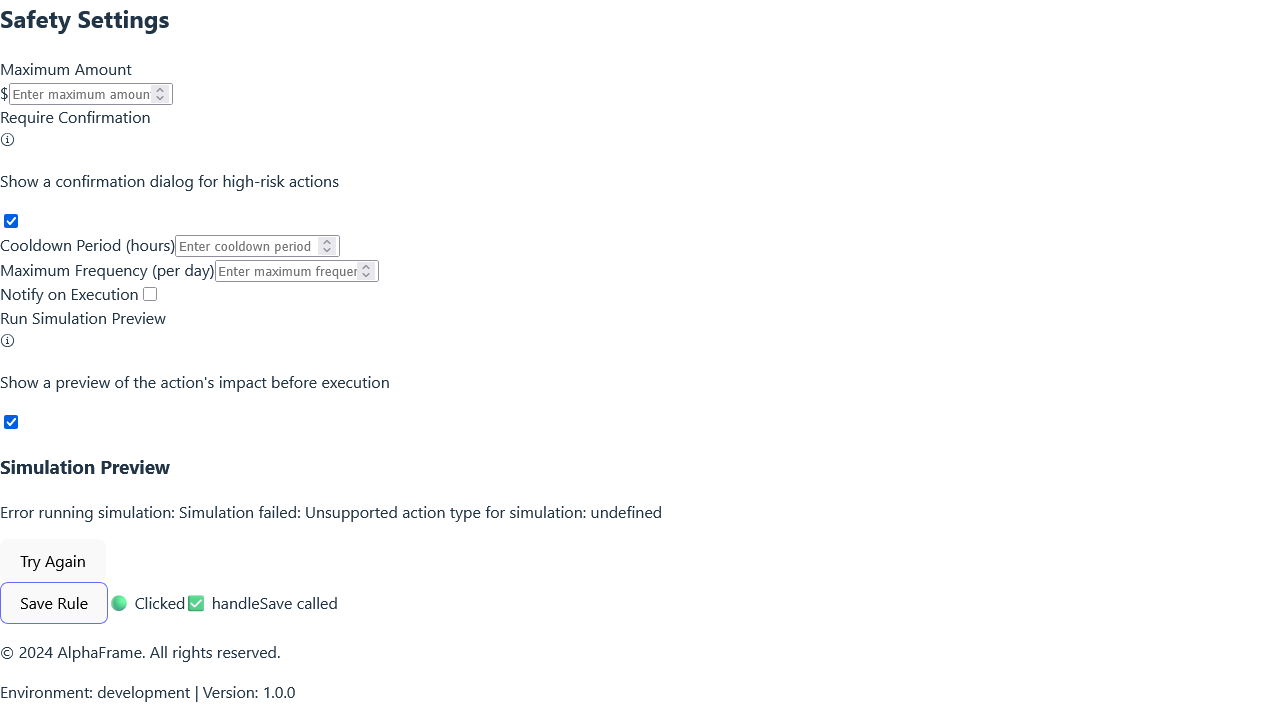 Safety Settings
Maximum Amount
$ Enter maximum amoun
Require Confirmation
Show a confirmation dialog for high-risk actions
Cooldown Period (hours) Enter cooldown period
Maximum Frequency (per day) Enter maximum frequen
Notify on Execution
Run Simulation Preview
Show a preview of the action's impact before execution
Simulation Preview
Error running simulation: Simulation failed: Unsupported action type for simulation: undefined
Try Again
Save Rule 🟢 Clicked ✅ handleSave called
© 2024 AlphaFrame. All rights reserved.
Environment: development | Version: 1.0.0